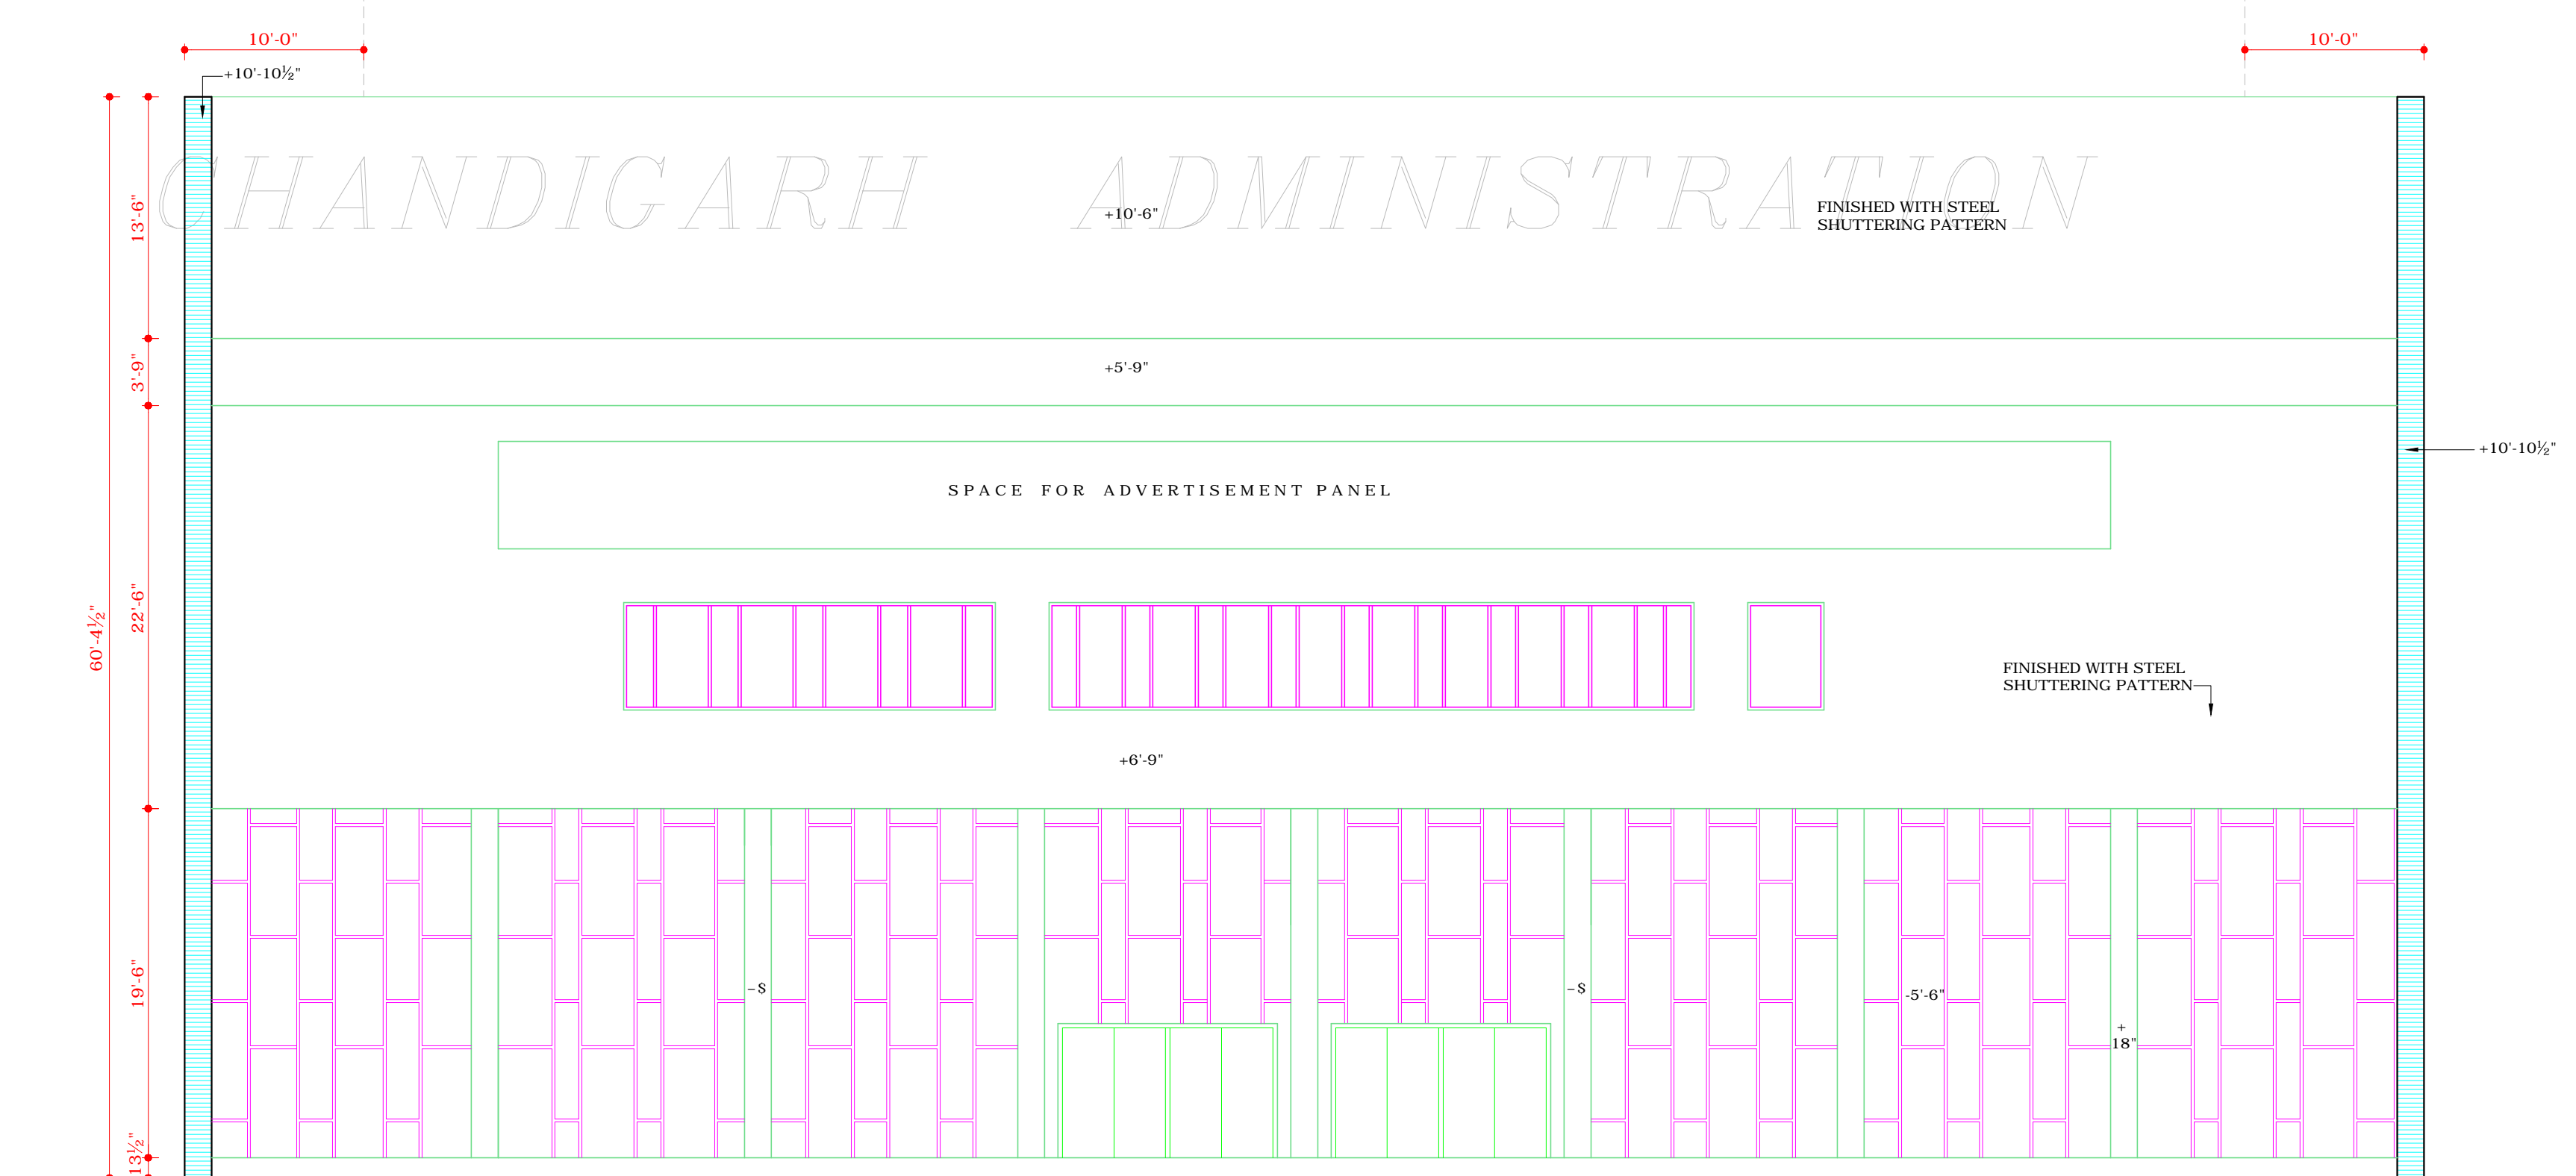 10'-0"
10'-0"
+10'-10½"
CHANDIGARH ADMINISTRATION
13'-6"
+10'-6"
FINISHED WITH STEEL
SHUTTERING PATTERN
3'-9"
+5'-9"
+10'-10½"
SPACE FOR ADVERTISEMENT PANEL
60'-4½"
22'-6"
FINISHED WITH STEEL
SHUTTERING PATTERN
+6'-9"
19'-6"
-5'-6"
+
18"
13½"